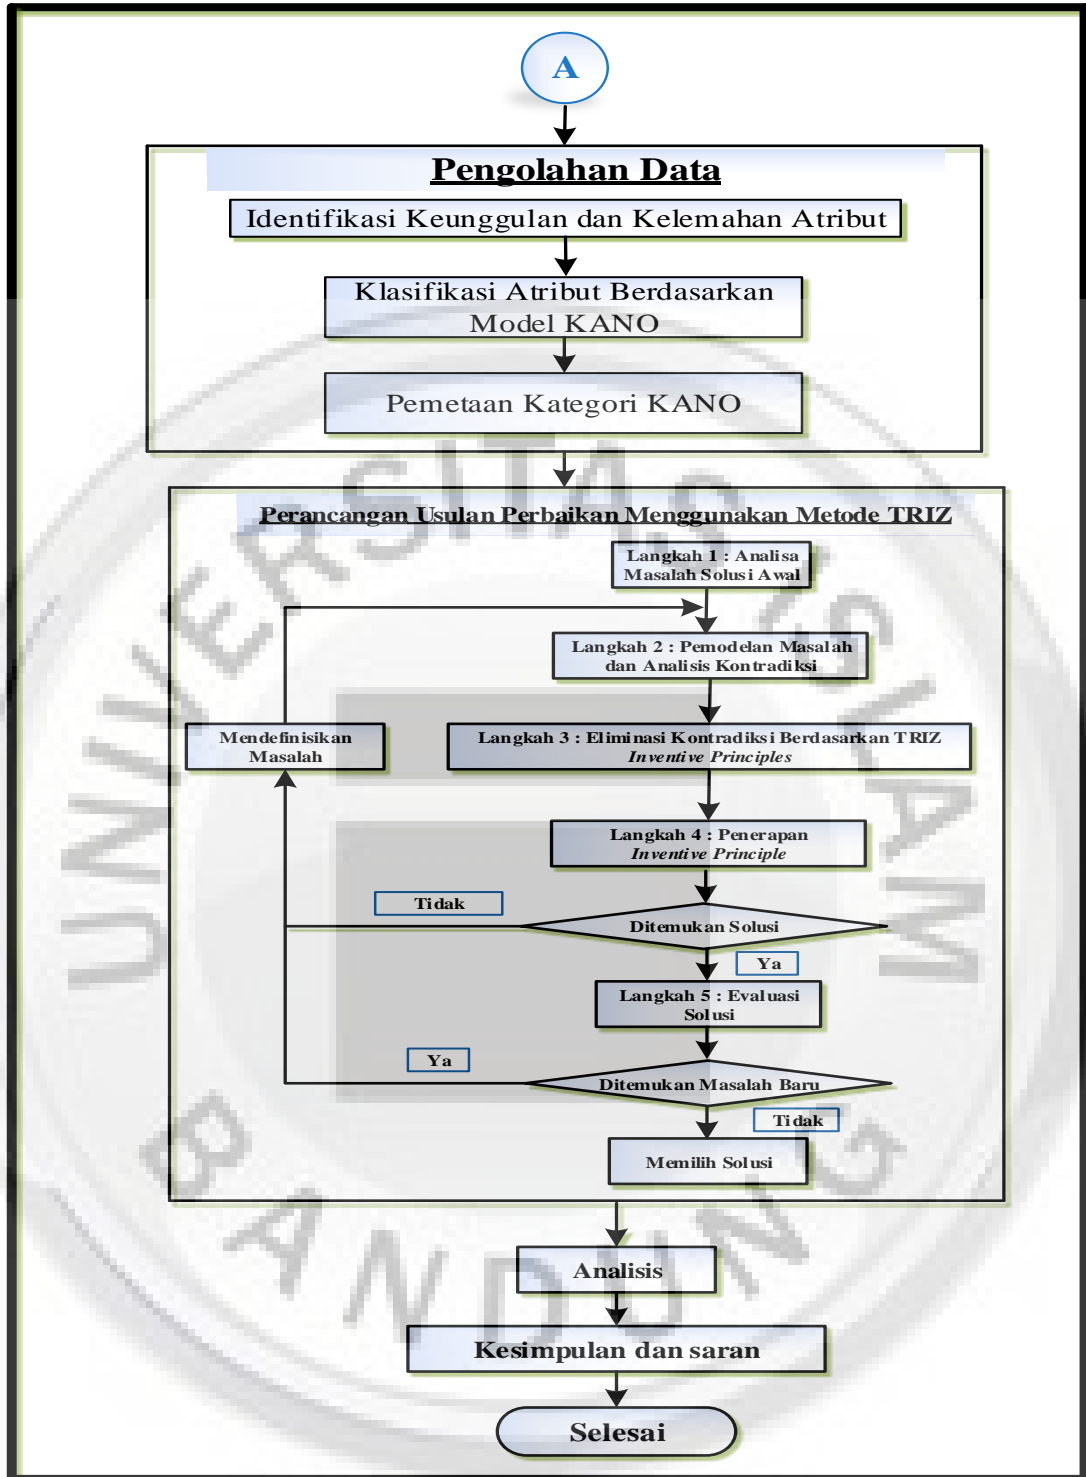 A
Pengolahan Data
Identifikasi Keunggulan dan Kelemahan Atribut
Klasifikasi Atribut Berdasarkan
Model KANO
Pemetaan Kategori KANO
Perancangan Usulan Perbaikan Menggunakan Metode TRIZ
Langkah 1 : Analisa
Masalah Solusi Awal
Langkah 2 : Pemodelan Masalah
dan Analisis Kontradiksi
Mendefinisikan
Masalah
Langkah 3 : Eliminasi Kontradiksi Berdasarkan TRIZ
Inventive Principles
Langkah 4 : Penerapan
Inventive Principle
Tidak
Ditemukan Solusi
Ya
Langkah 5 : Evaluasi
Solusi
Ya
Ditemukan Masalah Baru
Tidak
Memilih Solusi
Analisis
Kesimpulan dan saran
Selesai
UNIVERSITAS ISLAM
BANDUNG